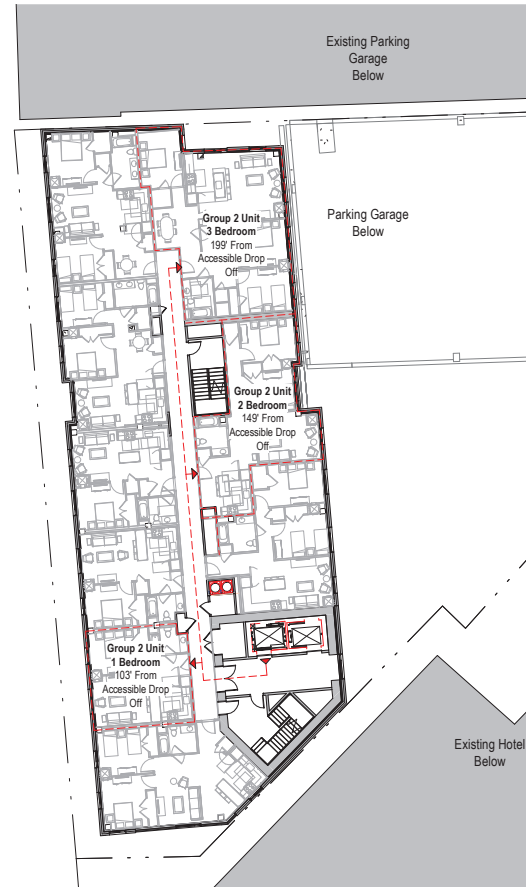 Existing Parking
Garage
Below
Parking Garage
Below
Group 2 Unit
3 Bedroom
199' From
Accessible Drop
Off
Group 2 Unit
2 Bedroom
149' From
Accessible Drop
Off
Group 2 Unit
1 Bedroom
103' From
Accessible Drop
Off
Existing Hotel
Below